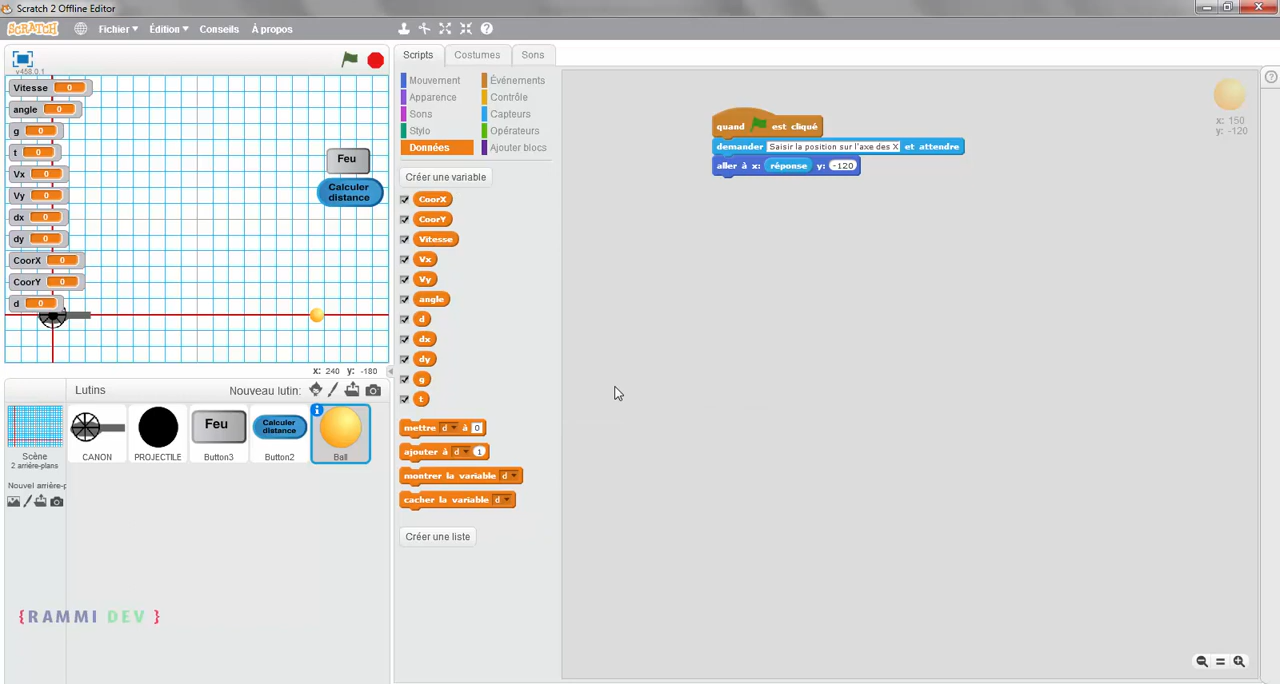 Scratch 2 Offline Editor
SCRATCH Fichier Édition Conseils À propos
v458.0.1
Vitesse 0
angle 0
g 0
t 0
Vx 0
Vy 0
dx 0
dy 0
CoorX 0
CoorY 0
d 0
Feu
Calculer
distance
x: 240 y: -180
Lutins Nouveau lutin:
Scène
2 arrière-plans
Nouvel arrière-p
CANON
PROJECTILE
Feu
Button3
Calculer
distance
Button2
Ball
{RAMMI DEV }
Scripts Costumes Sons
Mouvement Événements
Apparence Contrôle
Sons Capteurs
Stylo Opérateurs
Données Ajouter blocs
Créer une variable
CoorX
CoorY
Vitesse
Vx
Vy
angle
d
dx
dy
g
t
mettre d à 0
ajouter à d 1
montrer la variable d
cacher la variable d
Créer une liste
quand est cliqué
demander Saisir la position sur l'axe des X et attendre
aller à x: réponse y: -120
x: 150
y: -120